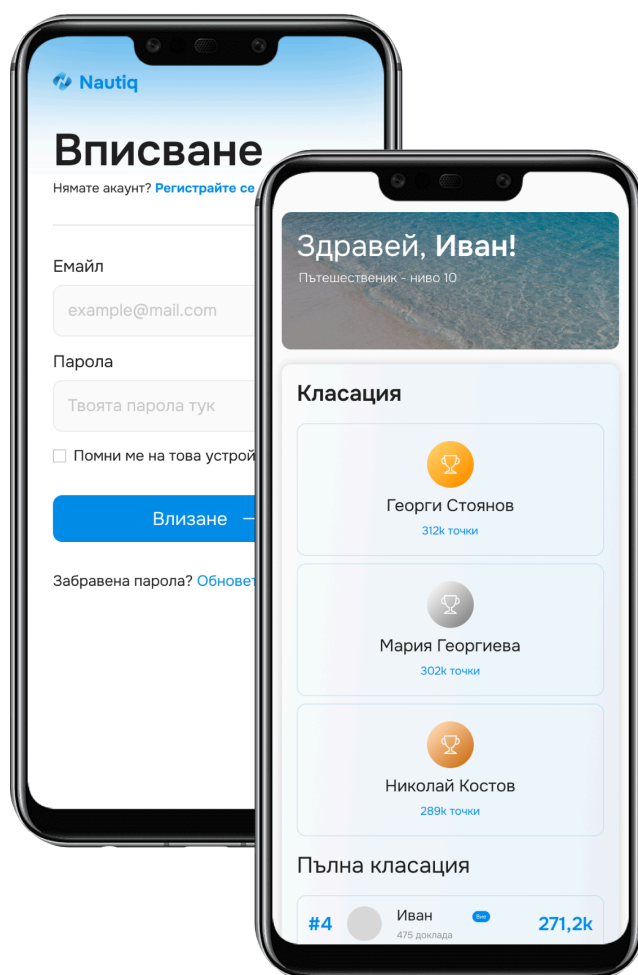 Nautiq
Вписване
Нямате акаунт? Регистрайте се
Емайл
example@mail.com
Парола
Твоята парола тук
Помни ме на това
Влизане
Забравена парола?
Здравей, Иван!
Пътешественик - ниво 10
Класация
Георги Стоянов
312k точки
Мария Георгиева
302k точки
Николай Костов
289k точки
Пълна класация
#4 Иван Вие 271,2k
475 доклада